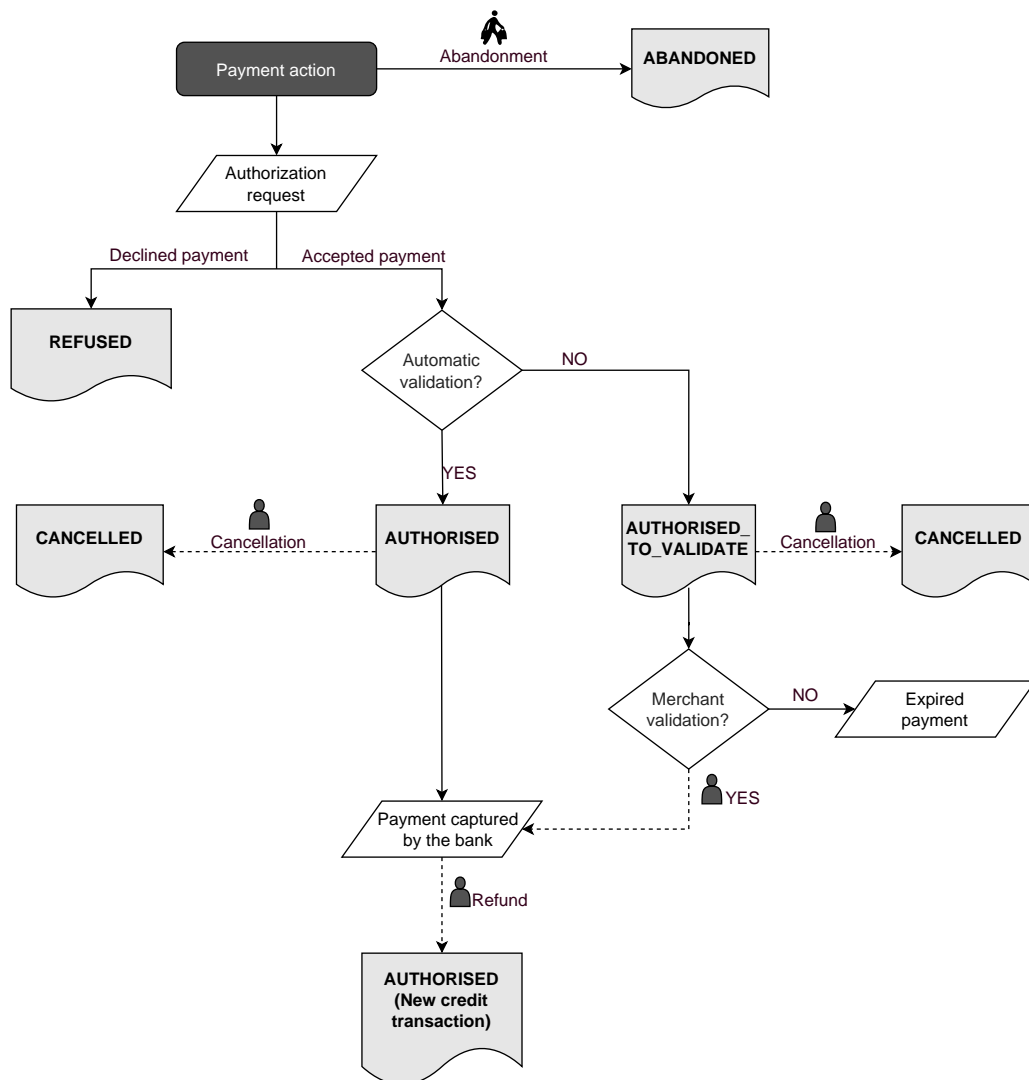 Abandonment
Payment action
ABANDONED
Authorization
request
Declined payment
Accepted payment
REFUSED
Automatic
validation?
NO
YES
CANCELLED
Cancellation
AUTHORISED
AUTHORISED_
TO_VALIDATE
Cancellation
CANCELLED
Merchant
validation?
NO
Expired
payment
YES
Payment captured
by the bank
Refund
AUTHORISED
(New credit
transaction)